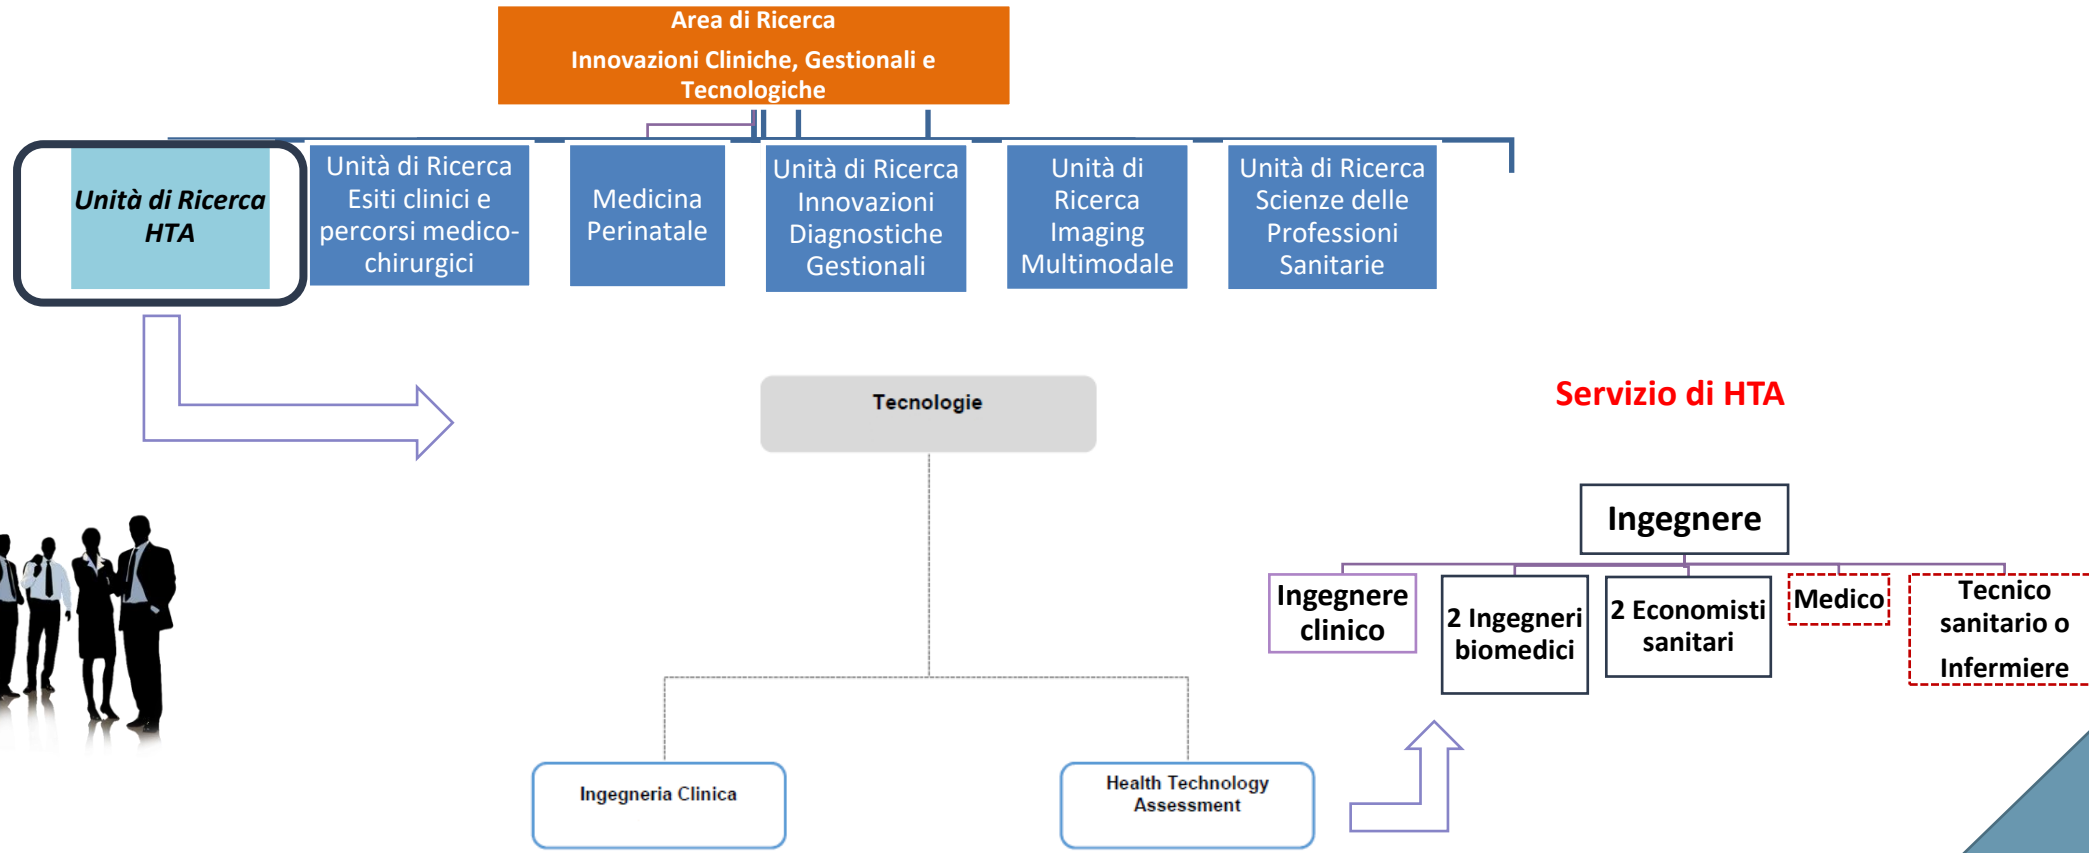 Area di Ricerca
Innovazioni Cliniche, Gestionali e
Tecnologiche
Unità di Ricerca
HTA
Unità di Ricerca
Esiti clinici e
percorsi medico-
chirurgici
Medicina
Perinatale
Unità di Ricerca
Innovazioni
Diagnostiche
Gestionali
Unità di
Ricerca
Imaging
Multimodale
Unità di Ricerca
Scienze delle
Professioni
Sanitarie
Tecnologie
Ingegneria Clinica
Health Technology
Assessment
Servizio di HTA
Ingegnere
Ingegnere
clinico
2 Ingegneri
biomedici
2 Economisti
sanitari
Medico
Tecnico
sanitario o
Infermiere